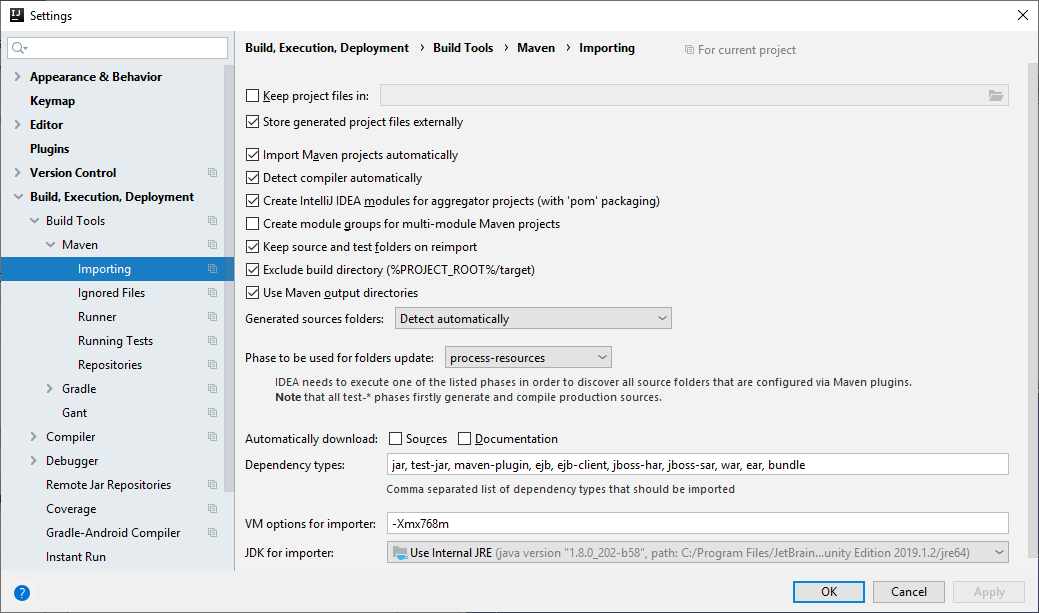 Settings
Build, Execution, Deployment › Build Tools › Maven › Importing For current project
Appearance & Behavior
Keymap
Editor
Plugins
Version Control
Build, Execution, Deployment
Build Tools
Maven
Importing
Ignored Files
Runner
Running Tests
Repositories
Gradle
Gant
Compiler
Debugger
Remote Jar Repositories
Coverage
Gradle-Android Compiler
Instant Run
Keep project files in:
Store generated project files externally
Import Maven projects automatically
Detect compiler automatically
Create IntelliJ IDEA modules for aggregator projects (with 'pom' packaging)
Create module groups for multi-module Maven projects
Keep source and test folders on reimport
Exclude build directory (%PROJECT_ROOT%/target)
Use Maven output directories
Generated sources folders: Detect automatically
Phase to be used for folders update: process-resources
IDEA needs to execute one of the listed phases in order to discover all source folders that are configured via Maven plugins.
Note that all test-* phases firstly generate and compile production sources.
Automatically download: Sources Documentation
Dependency types: jar, test-jar, maven-plugin, ejb, ejb-client, jboss-har, jboss-sar, war, ear, bundle
Comma separated list of dependency types that should be imported
VM options for importer: -Xmx768m
JDK for importer: Use Internal JRE (java version "1.8.0_202-b58", path: C:/Program Files/JetBrain...unity Edition 2019.1.2/jre64)
?
OK Cancel Apply